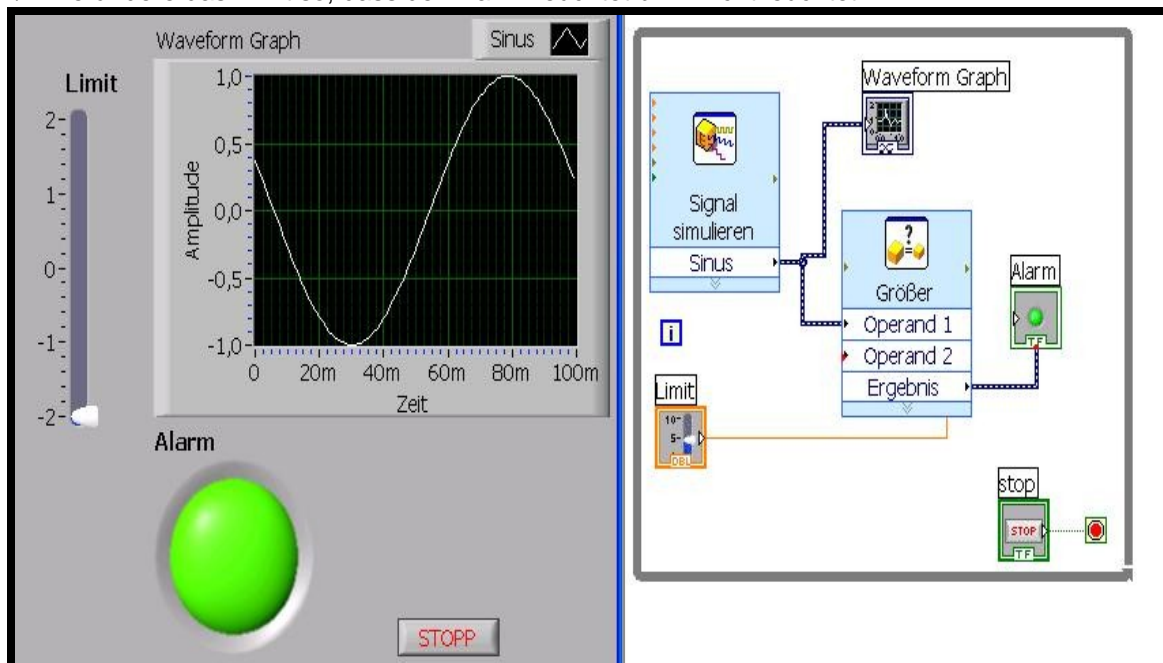 Waveform Graph
Sinus
Limit
2
1
0
-1
-2
Amplitude
1,0
0,5
0,0
-0,5
-1,0
0 20m 40m 60m 80m 100m
Zeit
Alarm
STOPP
Waveform Graph
Signal
simulieren
Sinus
Größer
Operand 1
Operand 2
Ergebnis
Alarm
TF
i
Limit
10
5
DBL
stop
STOP
TF